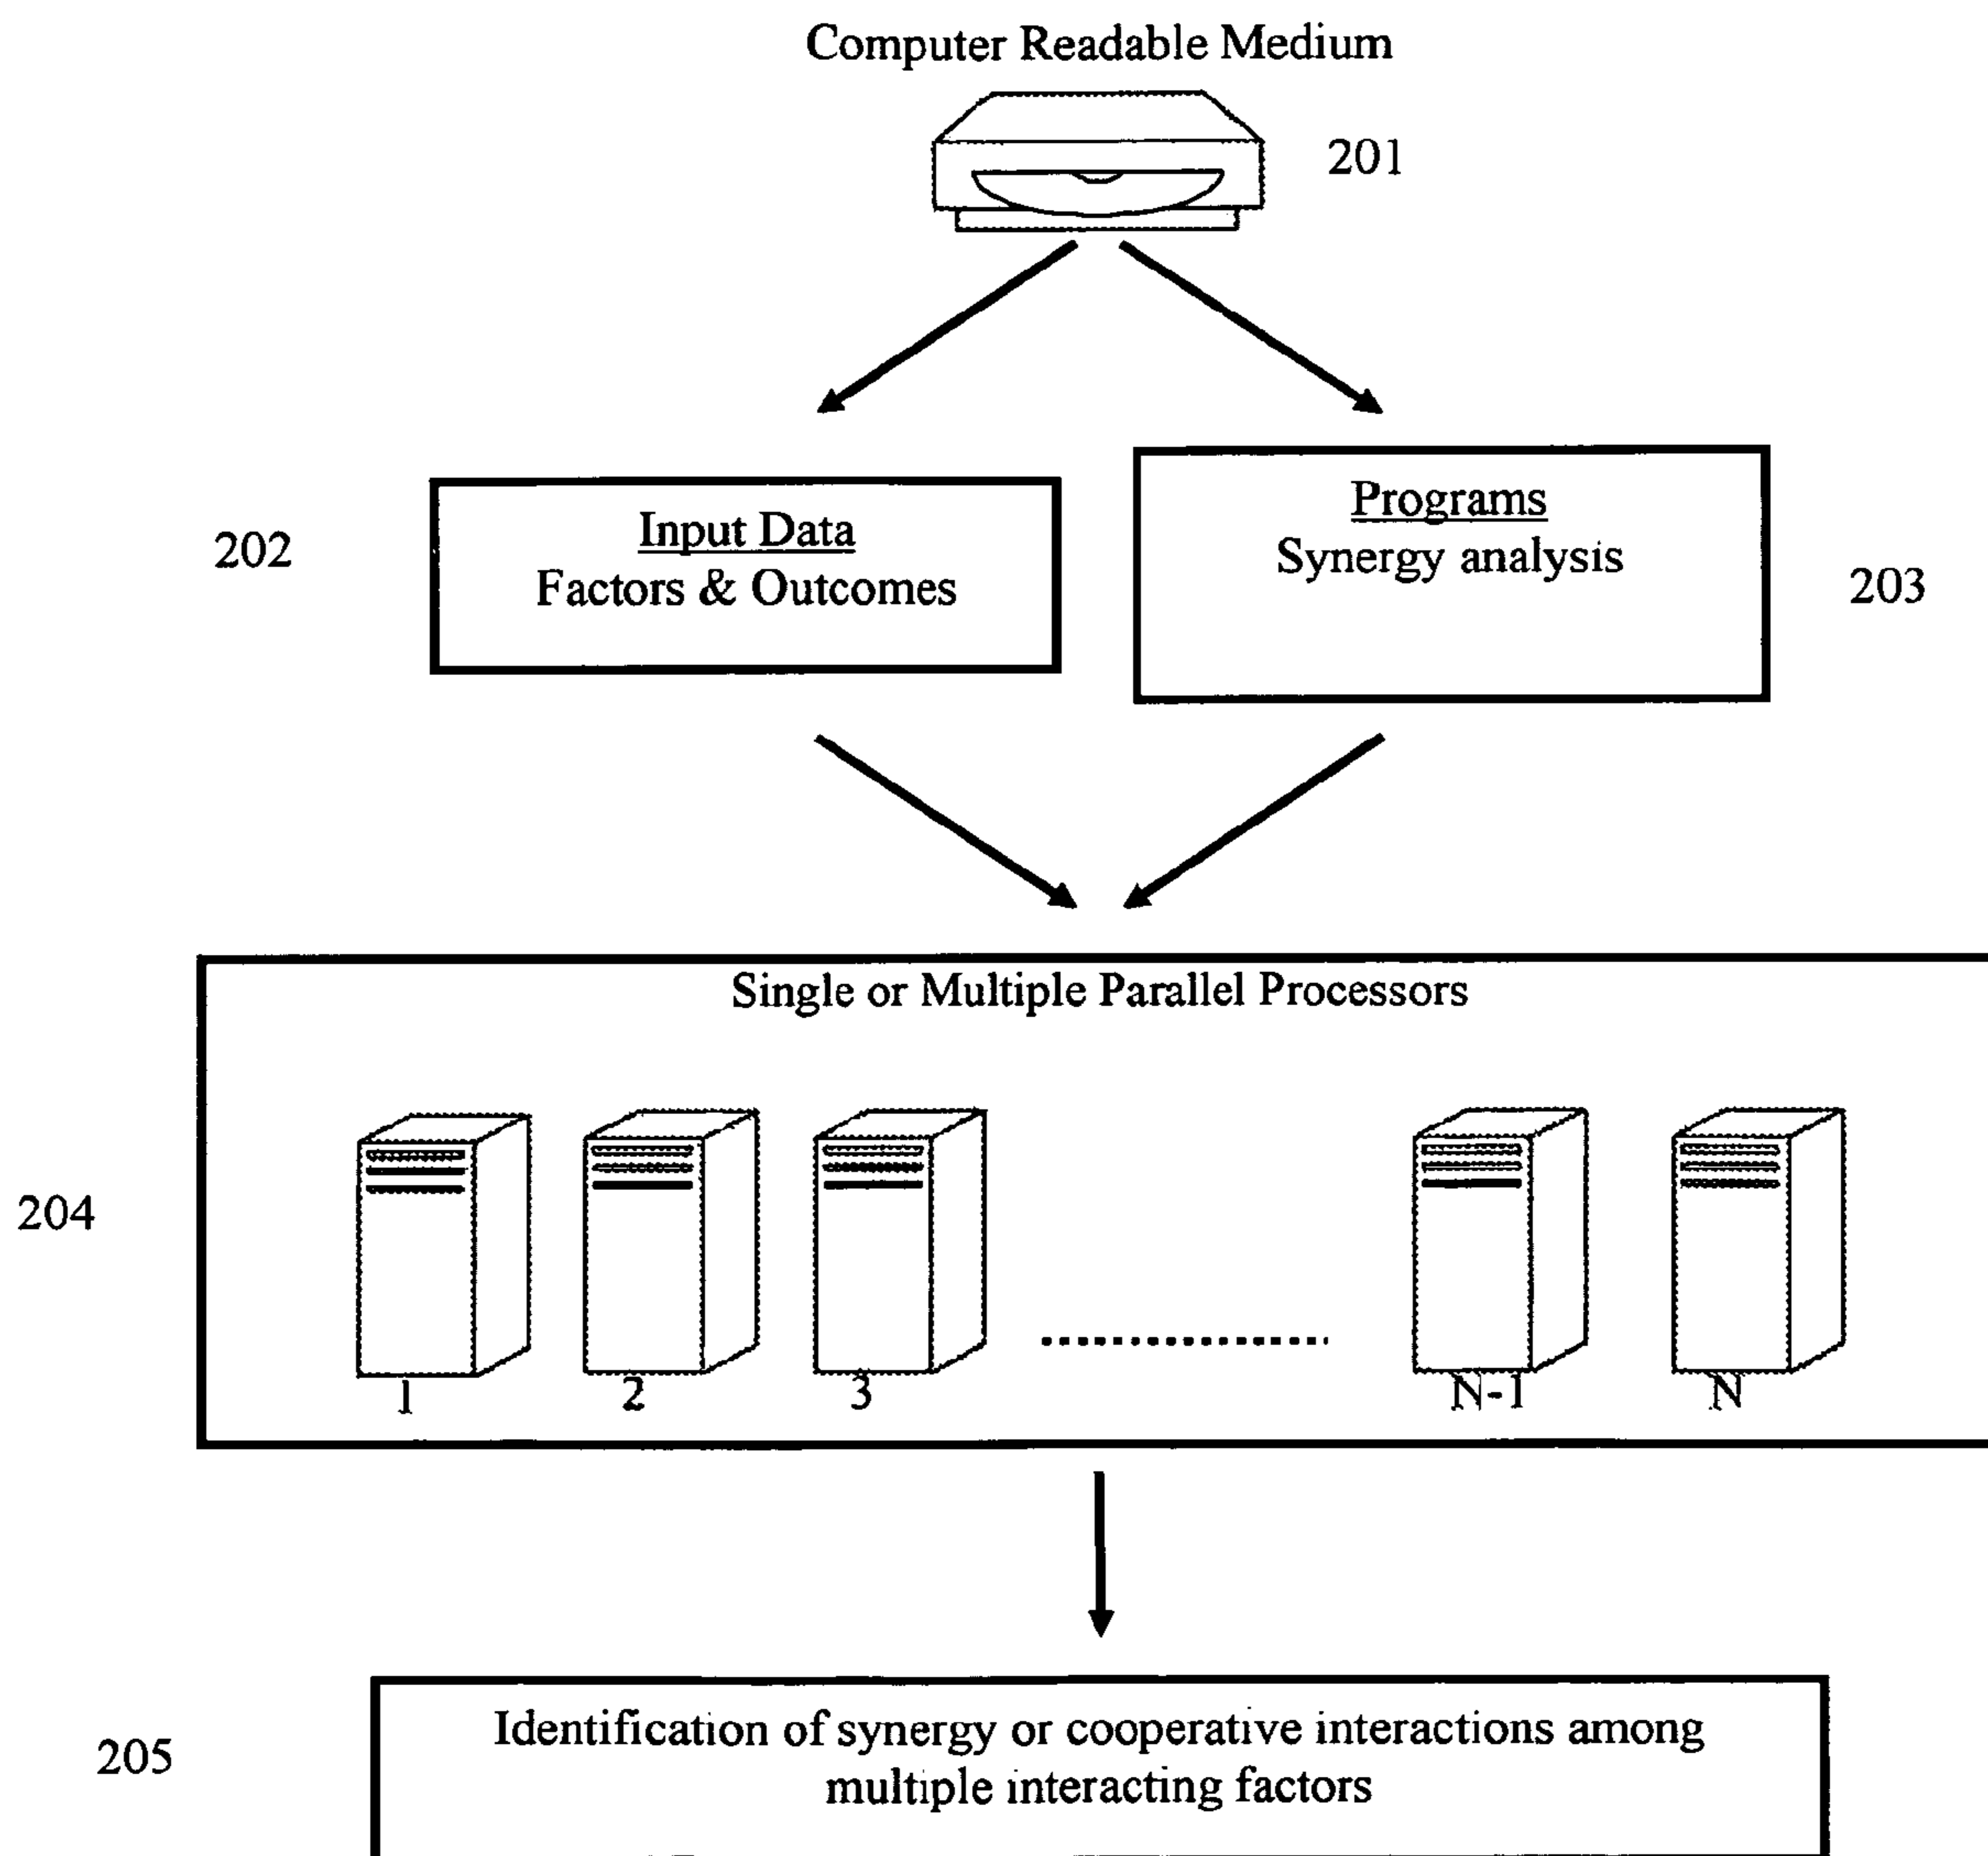 Computer Readable Medium
201
Input Data
Factors & Outcomes
202
Programs
Synergy analysis
203
Single or Multiple Parallel Processors
204
1
2
3
N-1
N
Identification of synergy or cooperative interactions among
multiple interacting factors
205